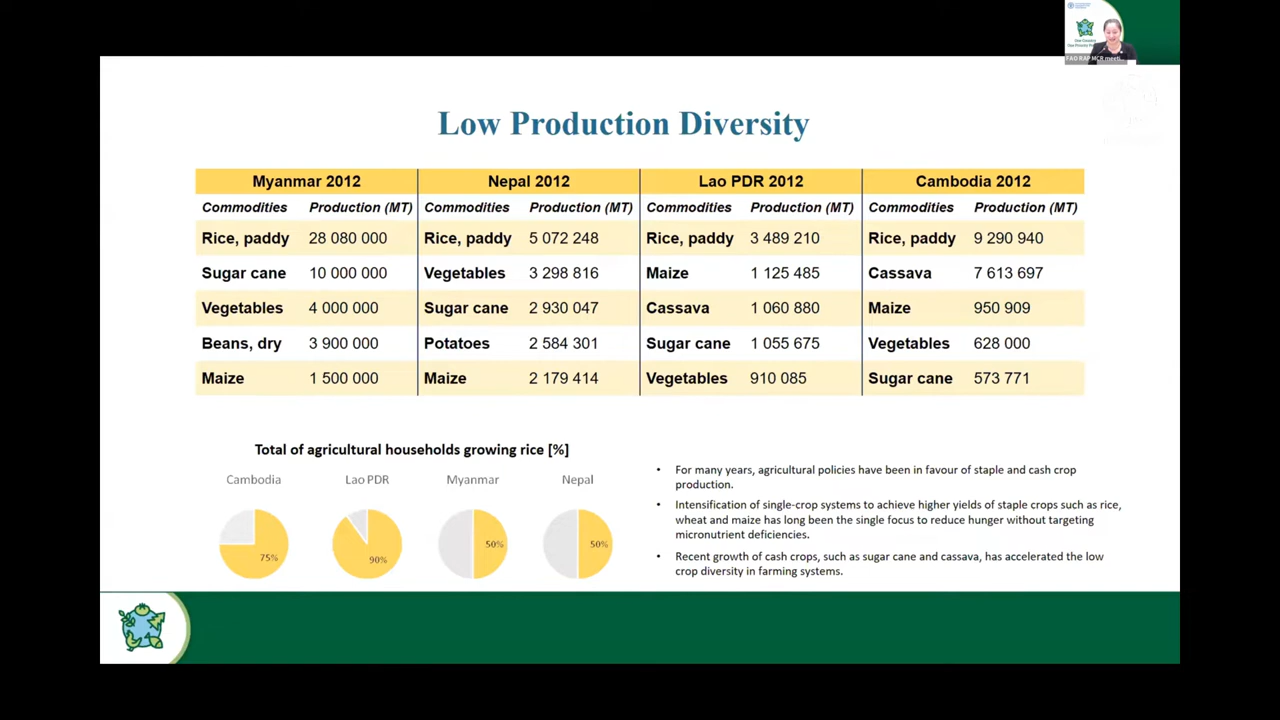 FAO RAP MCR meeti...
Low Production Diversity
Myanmar 2012 Nepal 2012 Lao PDR 2012 Cambodia 2012
Commodities Production (MT) Commodities Production (MT) Commodities Production (MT) Commodities Production (MT)
Rice, paddy 28 080 000 Rice, paddy 5 072 248 Rice, paddy 3 489 210 Rice, paddy 9 290 940
Sugar cane 10 000 000 Vegetables 3 298 816 Maize 1 125 485 Cassava 7 613 697
Vegetables 4 000 000 Sugar cane 2 930 047 Cassava 1 060 880 Maize 950 909
Beans, dry 3 900 000 Potatoes 2 584 301 Sugar cane 1 055 675 Vegetables 628 000
Maize 1 500 000 Maize 2 179 414 Vegetables 910 085 Sugar cane 573 771
Total of agricultural households growing rice [%]
Cambodia Lao PDR Myanmar Nepal
75% 90% 50% 50%
• For many years, agricultural policies have been in favour of staple and cash crop
production.
• Intensification of single-crop systems to achieve higher yields of staple crops such as rice,
wheat and maize has long been the single focus to reduce hunger without targeting
micronutrient deficiencies.
• Recent growth of cash crops, such as sugar cane and cassava, has accelerated the low
crop diversity in farming systems.